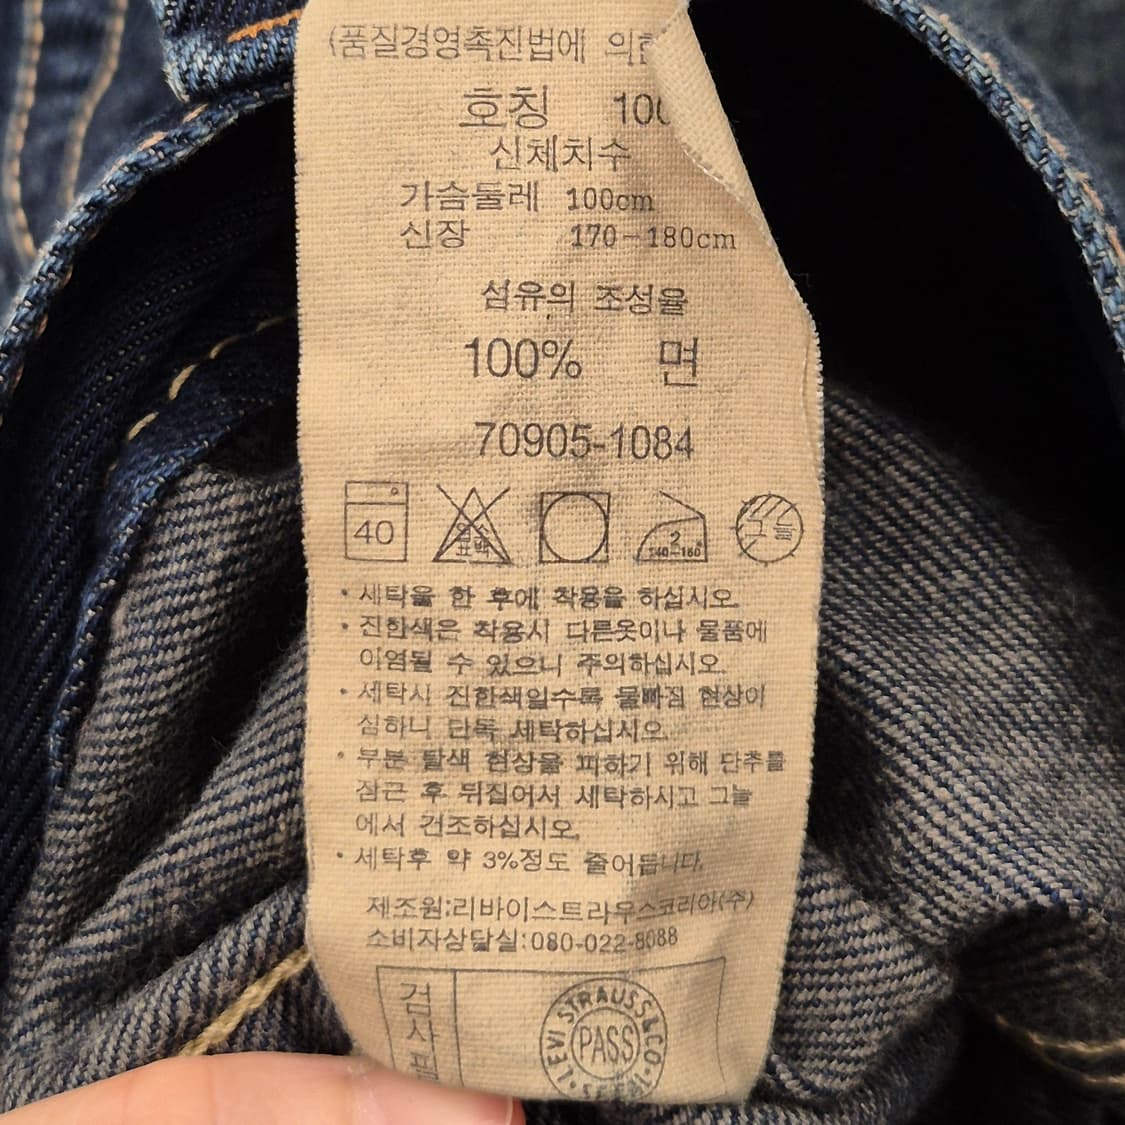 (품질경영촉진법에 의한
호칭 100
신체치수
가슴둘레 100cm
신장 170-180cm
섬유의 조성율
100% 면
70905-1084
40 염소 표백 2 140-160° 그늘
• 세탁을 한 후에 착용을 하십시오.
• 진한색은 착용시 다른옷이나 물품에
이염될 수 있으니 주의하십시오.
• 세탁시 진한색일수록 물빠짐 현상이
심하니 단독 세탁하십시오.
• 부분 탈색 현상을 피하기 위해 단추를
잠근 후 뒤집어서 세탁하시고 그늘
에서 건조하십시오.
• 세탁후 약 3%정도 줄어듭니다.
제조원:리바이스트라우스코리아(주)
소비자상담실:080-022-8088
검사필
LEVI STRAUSS & CO.
PASS